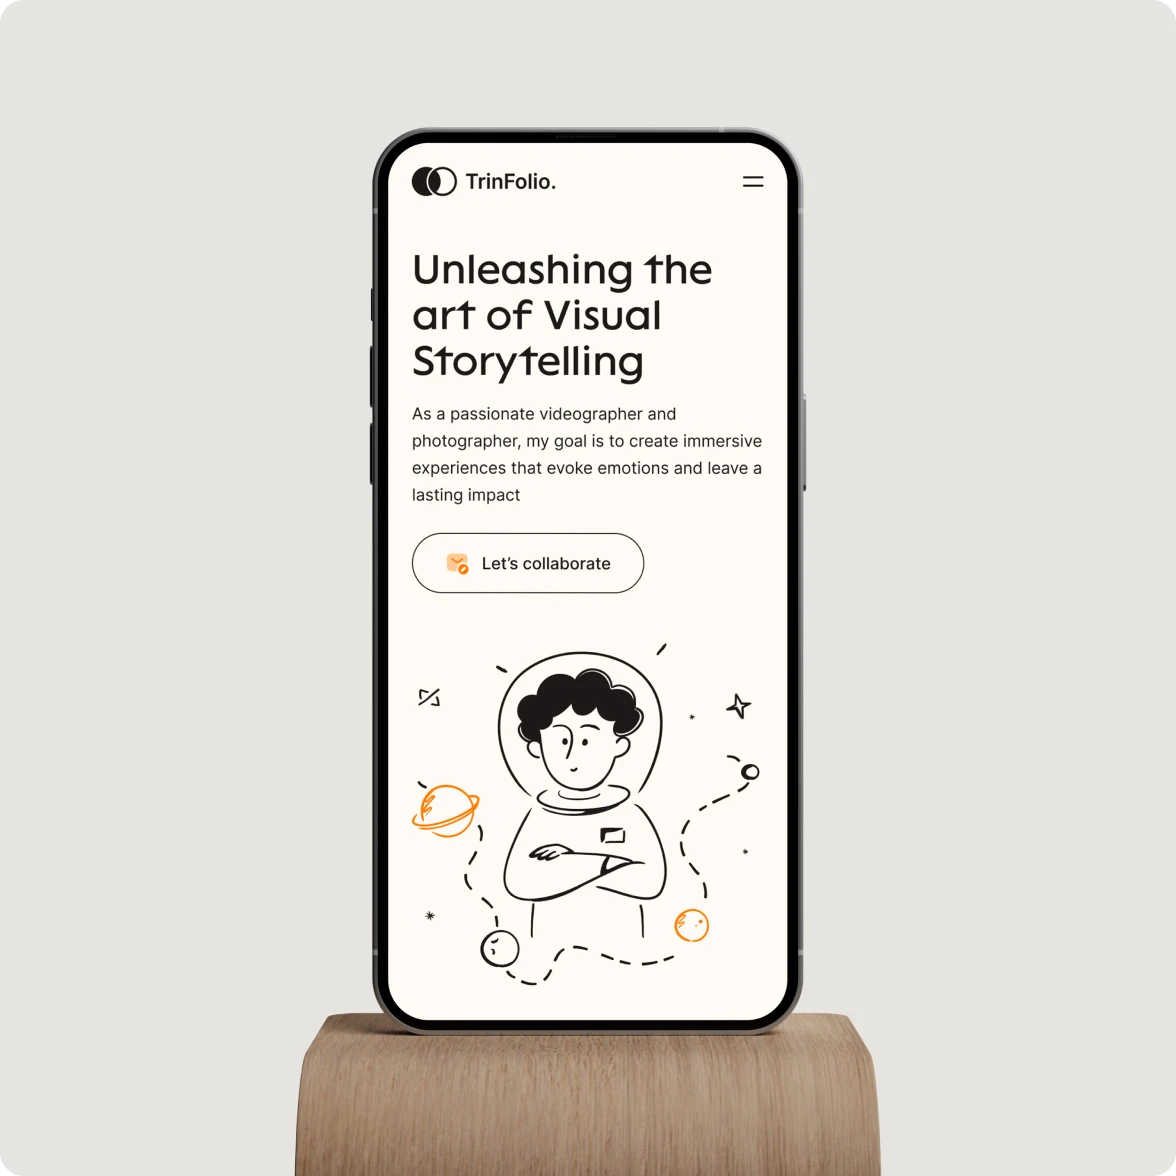 TrinFolio.
Unleashing the
art of Visual
Storytelling
As a passionate videographer and
photographer, my goal is to create immersive
experiences that evoke emotions and leave a
lasting impact
Let’s collaborate